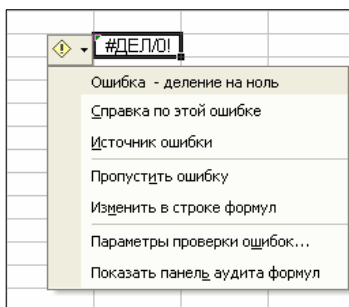 #ДЕЛ/0!
Ошибка - деление на ноль
Справка по этой ошибке
Источник ошибки
Пропустить ошибку
Изменить в строке формул
Параметры проверки ошибок...
Показать панель аудита формул